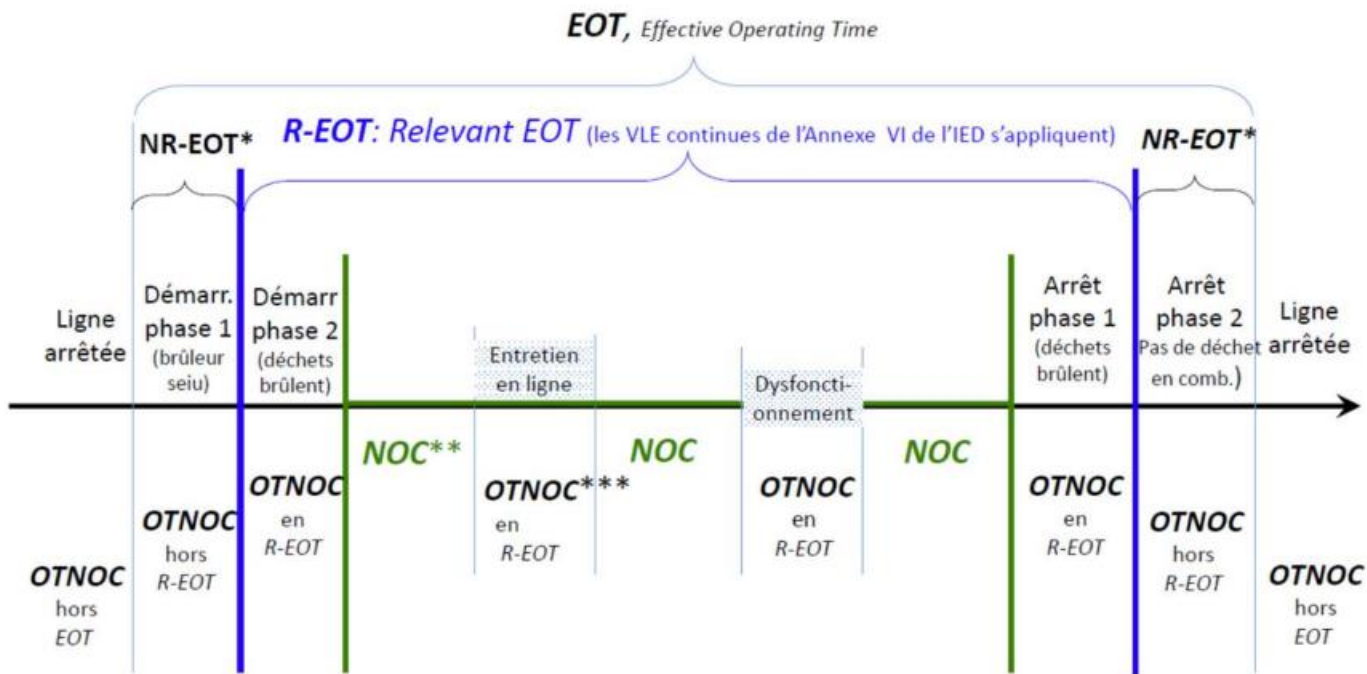 EOT, Effective Operating Time
NR-EOT*
R-EOT: Relevant EOT (les VLE continues de l'Annexe VI de l'IED s'appliquent)
NR-EOT*
Ligne
arrêtée
Démarr.
phase 1
(brûleur
seiu)
Démarr
phase 2
(déchets
brûlent)
Entretien
en ligne
Dysfoncti-
onnement
Arrêt
phase 1
(déchets
brûlent)
Arrêt
phase 2
Pas de déchet
en comb.)
Ligne
arrêtée
NOC**
NOC
NOC
OTNOC
hors
EOT
OTNOC
hors
R-EOT
OTNOC
en
R-EOT
OTNOC***
en
R-EOT
OTNOC
en
R-EOT
OTNOC
en
R-EOT
OTNOC
hors
R-EOT
OTNOC
hors
EOT